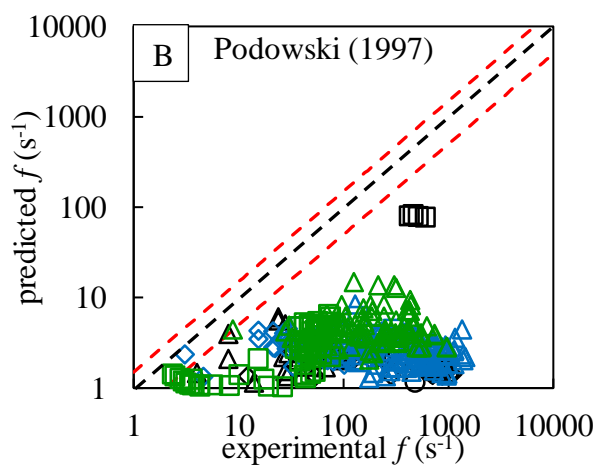 10000
B Podowski (1997)
1000
100
10
1
predicted f (s-1)
1 10 100 1000 10000
experimental f (s-1)